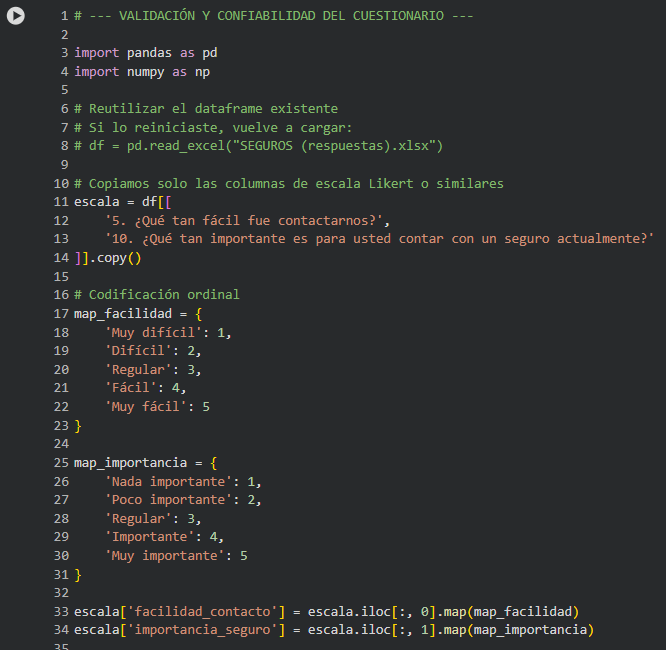 1 # --- VALIDACIÓN Y CONFIABILIDAD DEL CUESTIONARIO ---
2
3 import pandas as pd
4 import numpy as np
5
6 # Reutilizar el dataframe existente
7 # Si lo reiniciaste, vuelve a cargar:
8 # df = pd.read_excel("SEGUROS (respuestas).xlsx")
9
10 # Copiamos solo las columnas de escala Likert o similares
11 escala = df[[
12     '5. ¿Qué tan fácil fue contactarnos?',
13     '10. ¿Qué tan importante es para usted contar con un seguro actualmente?'
14 ]].copy()
15
16 # Codificación ordinal
17 map_facilidad = {
18     'Muy difícil': 1,
19     'Difícil': 2,
20     'Regular': 3,
21     'Fácil': 4,
22     'Muy fácil': 5
23 }
24
25 map_importancia = {
26     'Nada importante': 1,
27     'Poco importante': 2,
28     'Regular': 3,
29     'Importante': 4,
30     'Muy importante': 5
31 }
32
33 escala['facilidad_contacto'] = escala.iloc[:, 0].map(map_facilidad)
34 escala['importancia_seguro'] = escala.iloc[:, 1].map(map_importancia)
35